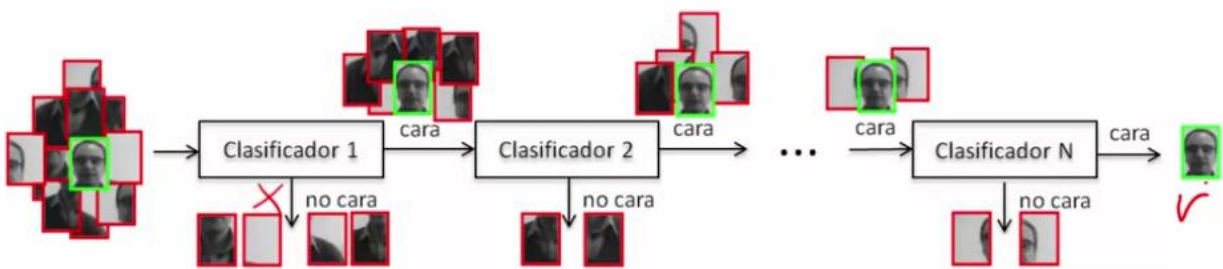 cara
cara
cara
cara
Clasificador 1
Clasificador 2
...
Clasificador N
no cara
no cara
no cara